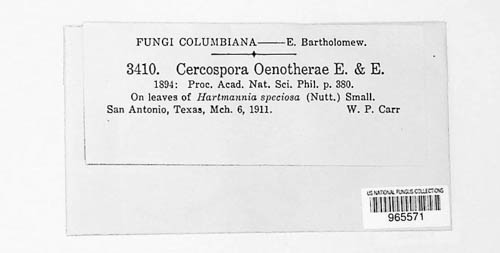 FUNGI COLUMBIANA—E. Bartholomew.
3410. Cercospora Oenotherae E. & E.
1894: Proc. Acad. Nat. Sci. Phil. p. 380.
On leaves of Hartmannia speciosa (Nutt.) Small.
San Antonio, Texas, Mch. 6, 1911. W. P. Carr
US NATIONAL FUNGUS COLLECTIONS
965571